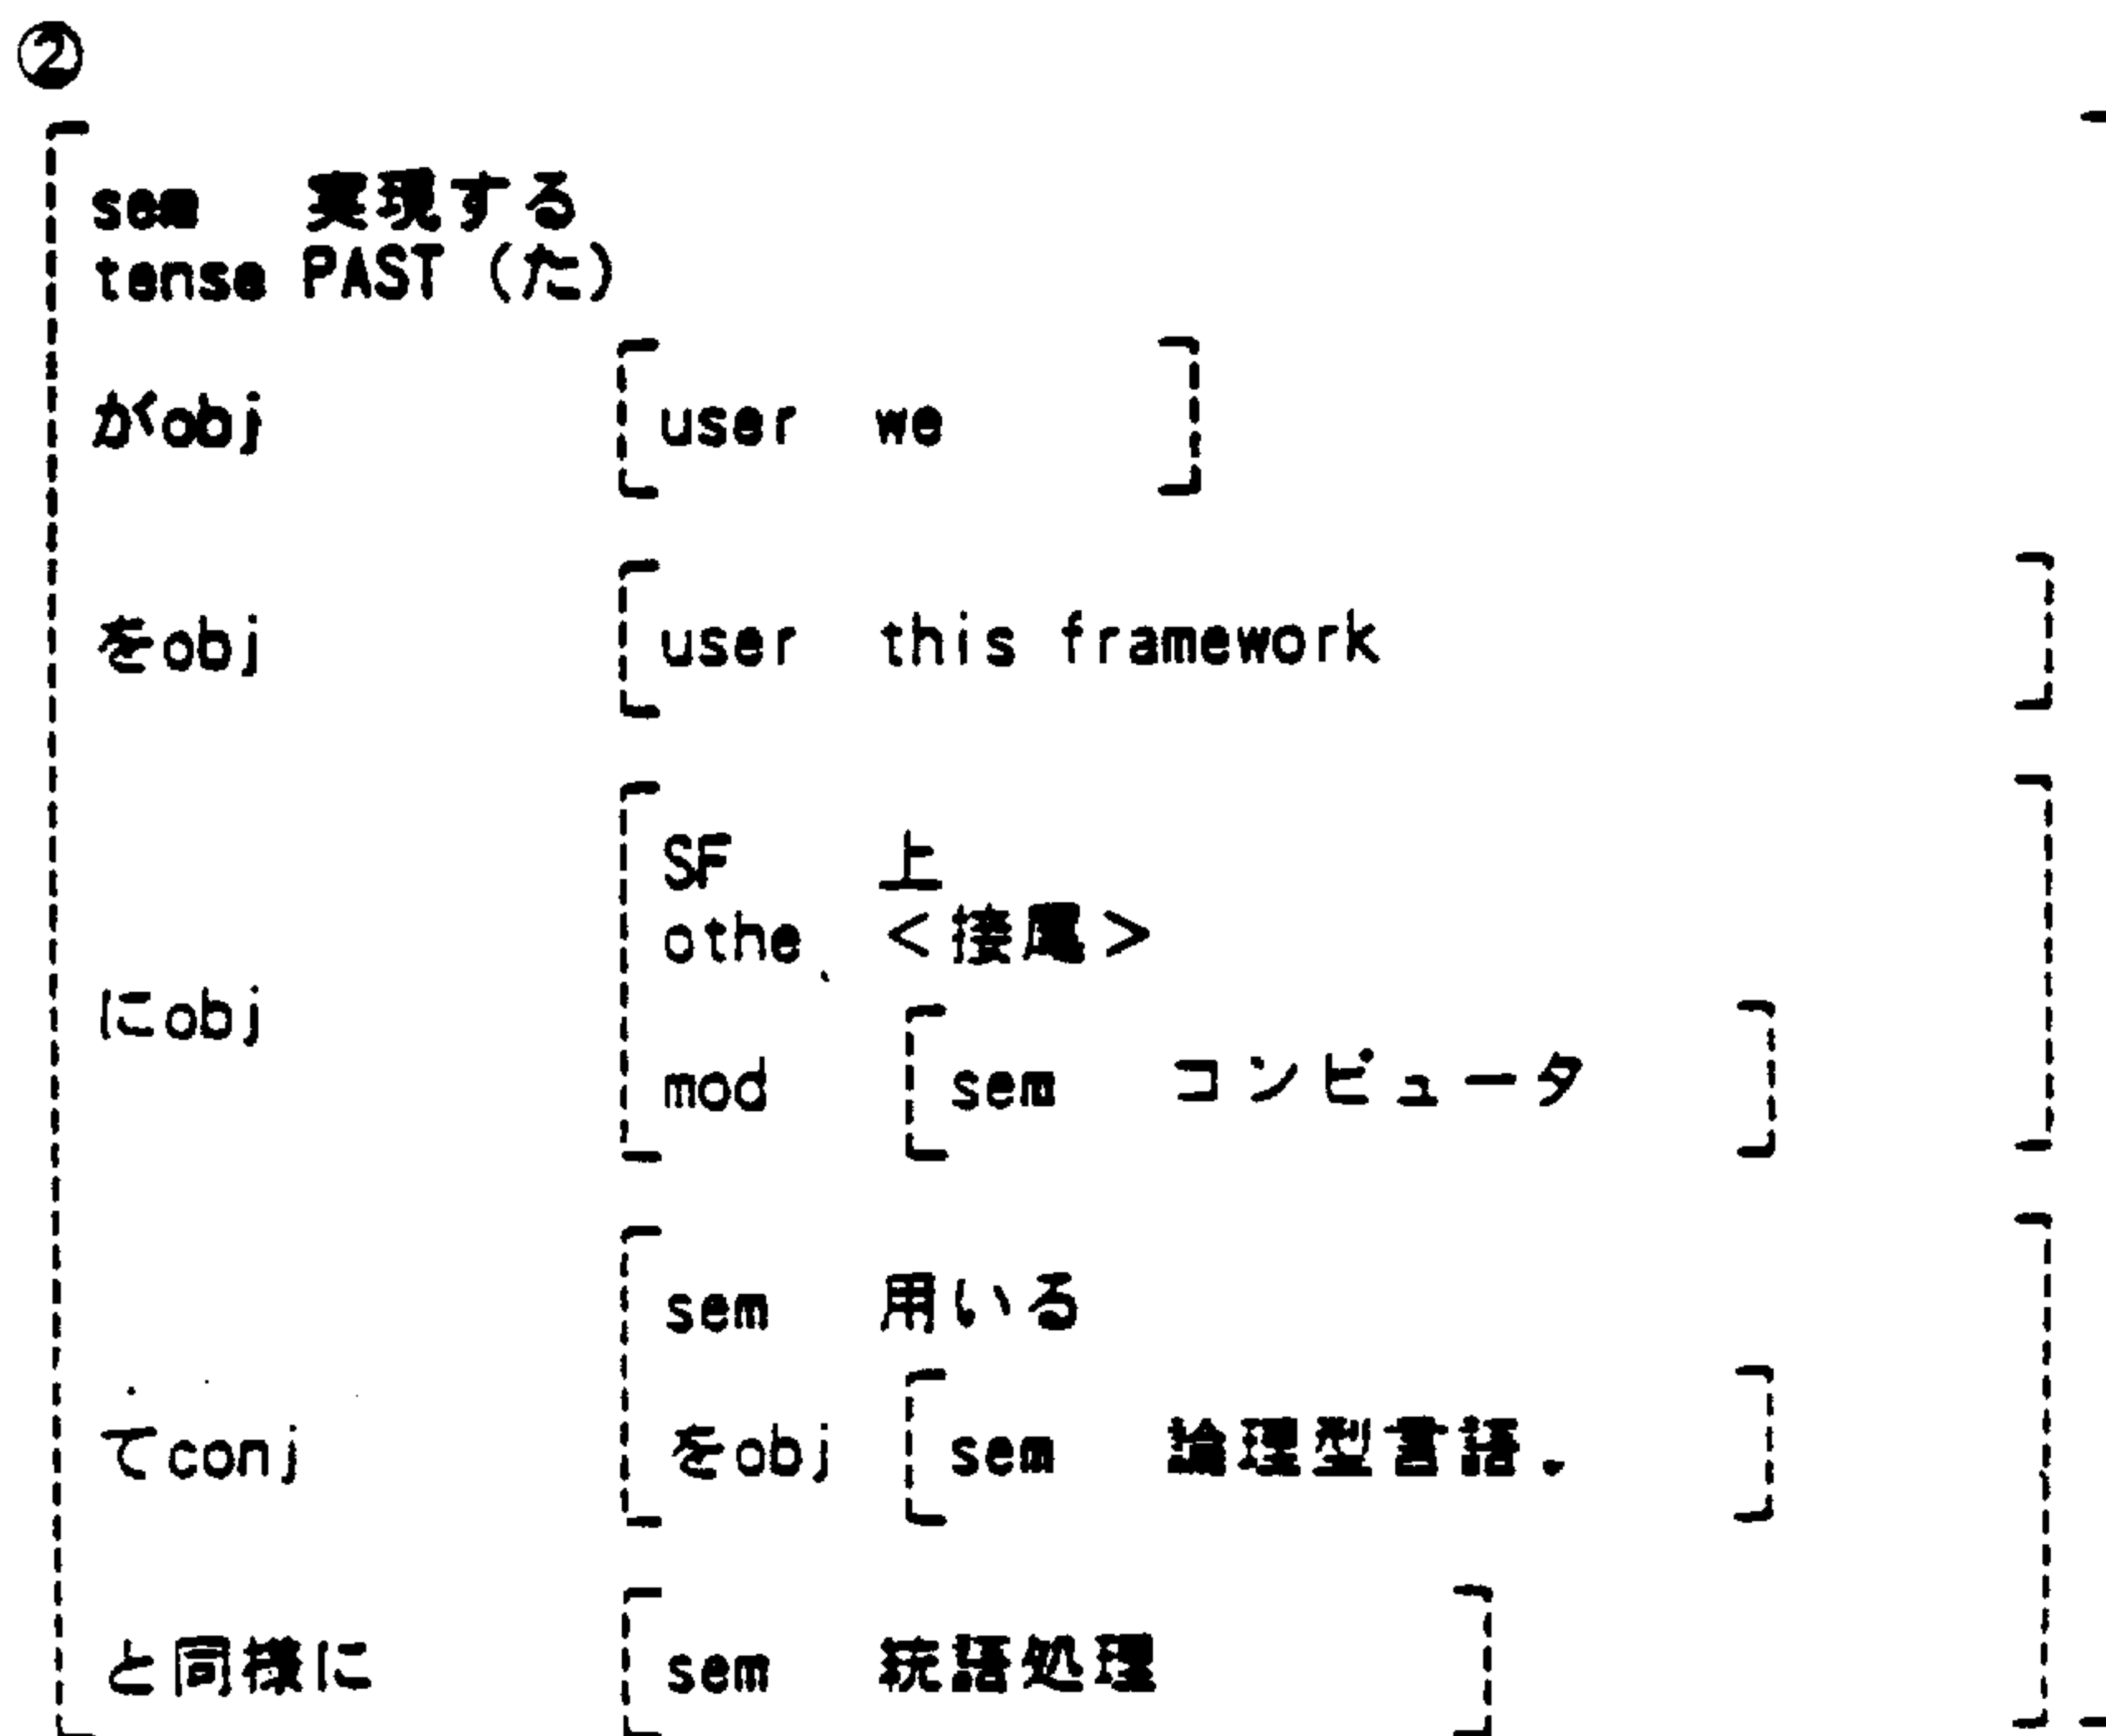 ②
sem 実現する
tense PAST (た)
がobj user we
をobj user this framework
SF 上
othe <接尾>
にobj
mod sem コンピュータ
sem 用いる
てconj をobj sem 論理型言語.
と同様に sem 統語処理